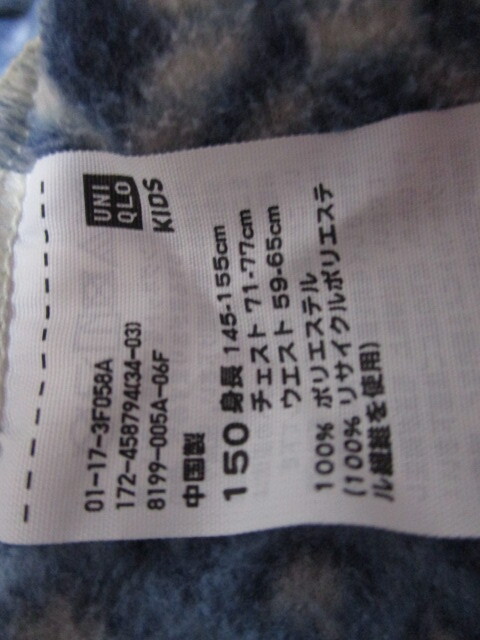 UNI
QLO
KIDS
01-17-3F058A
172-458794(34-03)
8199-005A-06F
中国製
150 身長 145-155cm
チェスト 71-77cm
ウエスト 59-65cm
100% ポリエステル
(100% リサイクルポリエステ
ル繊維を使用)